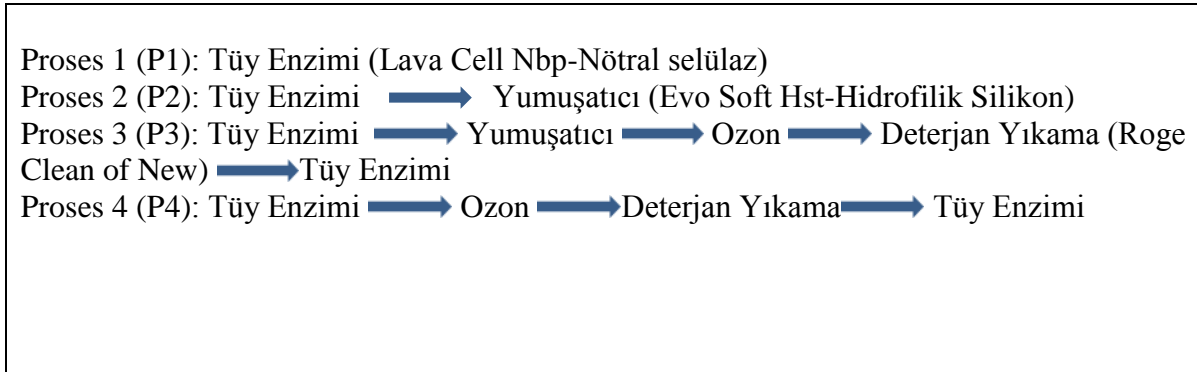 Proses 1 (P1): Tüy Enzimi (Lava Cell Nbp-Nötral selülaz)
Proses 2 (P2): Tüy Enzimi Yumuşatıcı (Evo Soft Hst-Hidrofilik Silikon)
Proses 3 (P3): Tüy Enzimi Yumuşatıcı Ozon Deterjan Yıkama (Roge
Clean of New) Tüy Enzimi
Proses 4 (P4): Tüy Enzimi Ozon Deterjan Yıkama Tüy Enzimi